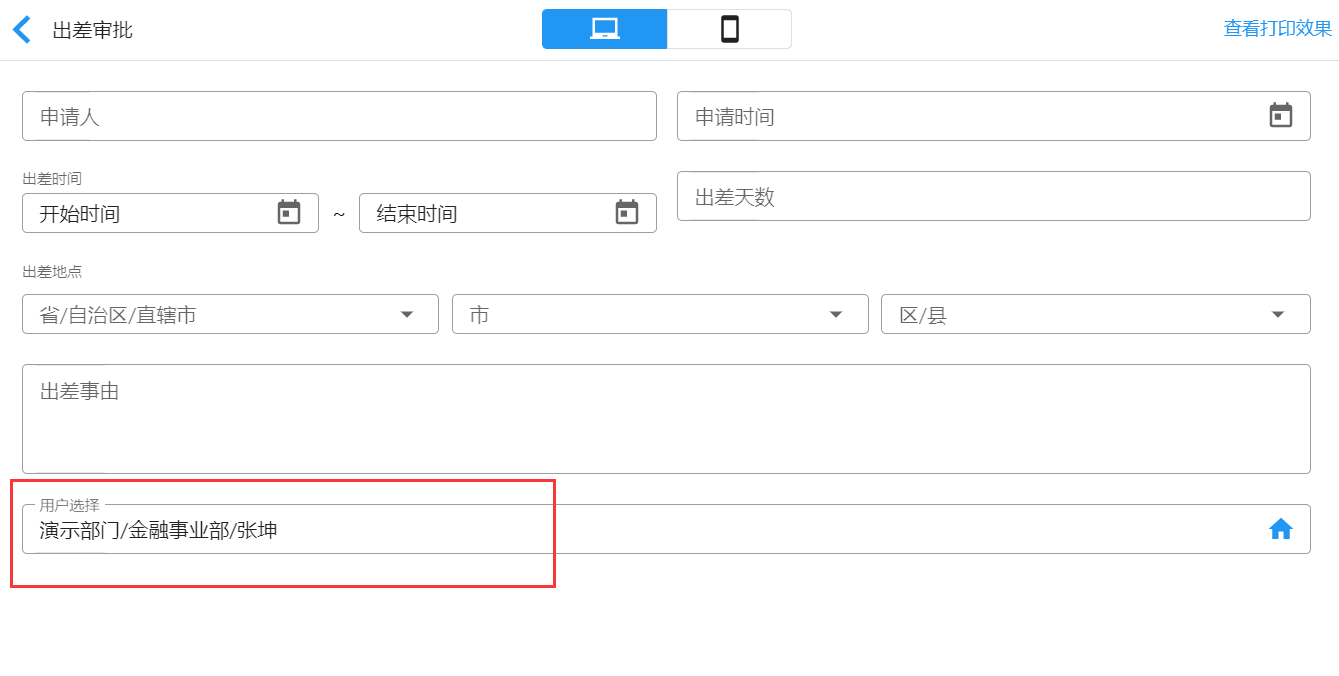 出差审批
查看打印效果
申请人
申请时间
出差时间
开始时间 ~ 结束时间
出差天数
出差地点
省/自治区/直辖市
市
区/县
出差事由
用户选择
演示部门/金融事业部/张坤